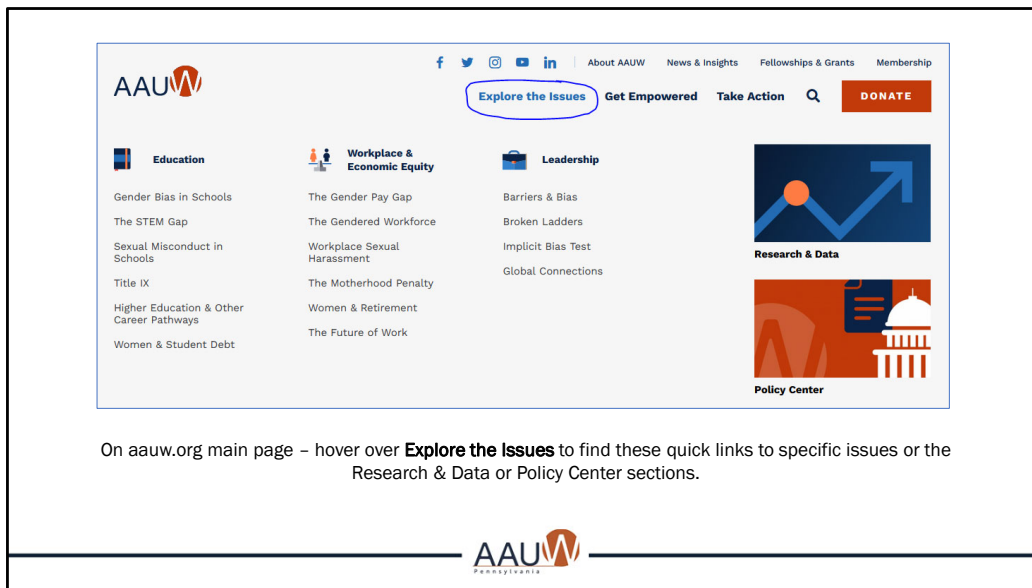 AAUW
About AAUW News & Insights Fellowships & Grants Membership
Explore the Issues Get Empowered Take Action DONATE
Education
Gender Bias in Schools
The STEM Gap
Sexual Misconduct in
Schools
Title IX
Higher Education & Other
Career Pathways
Women & Student Debt
Workplace &
Economic Equity
The Gender Pay Gap
The Gendered Workforce
Workplace Sexual
Harassment
The Motherhood Penalty
Women & Retirement
The Future of Work
Leadership
Barriers & Bias
Broken Ladders
Implicit Bias Test
Global Connections
Research & Data
Policy Center
On aauw.org main page – hover over Explore the Issues to find these quick links to specific issues or the
Research & Data or Policy Center sections.
AAUW
Pennsylvania